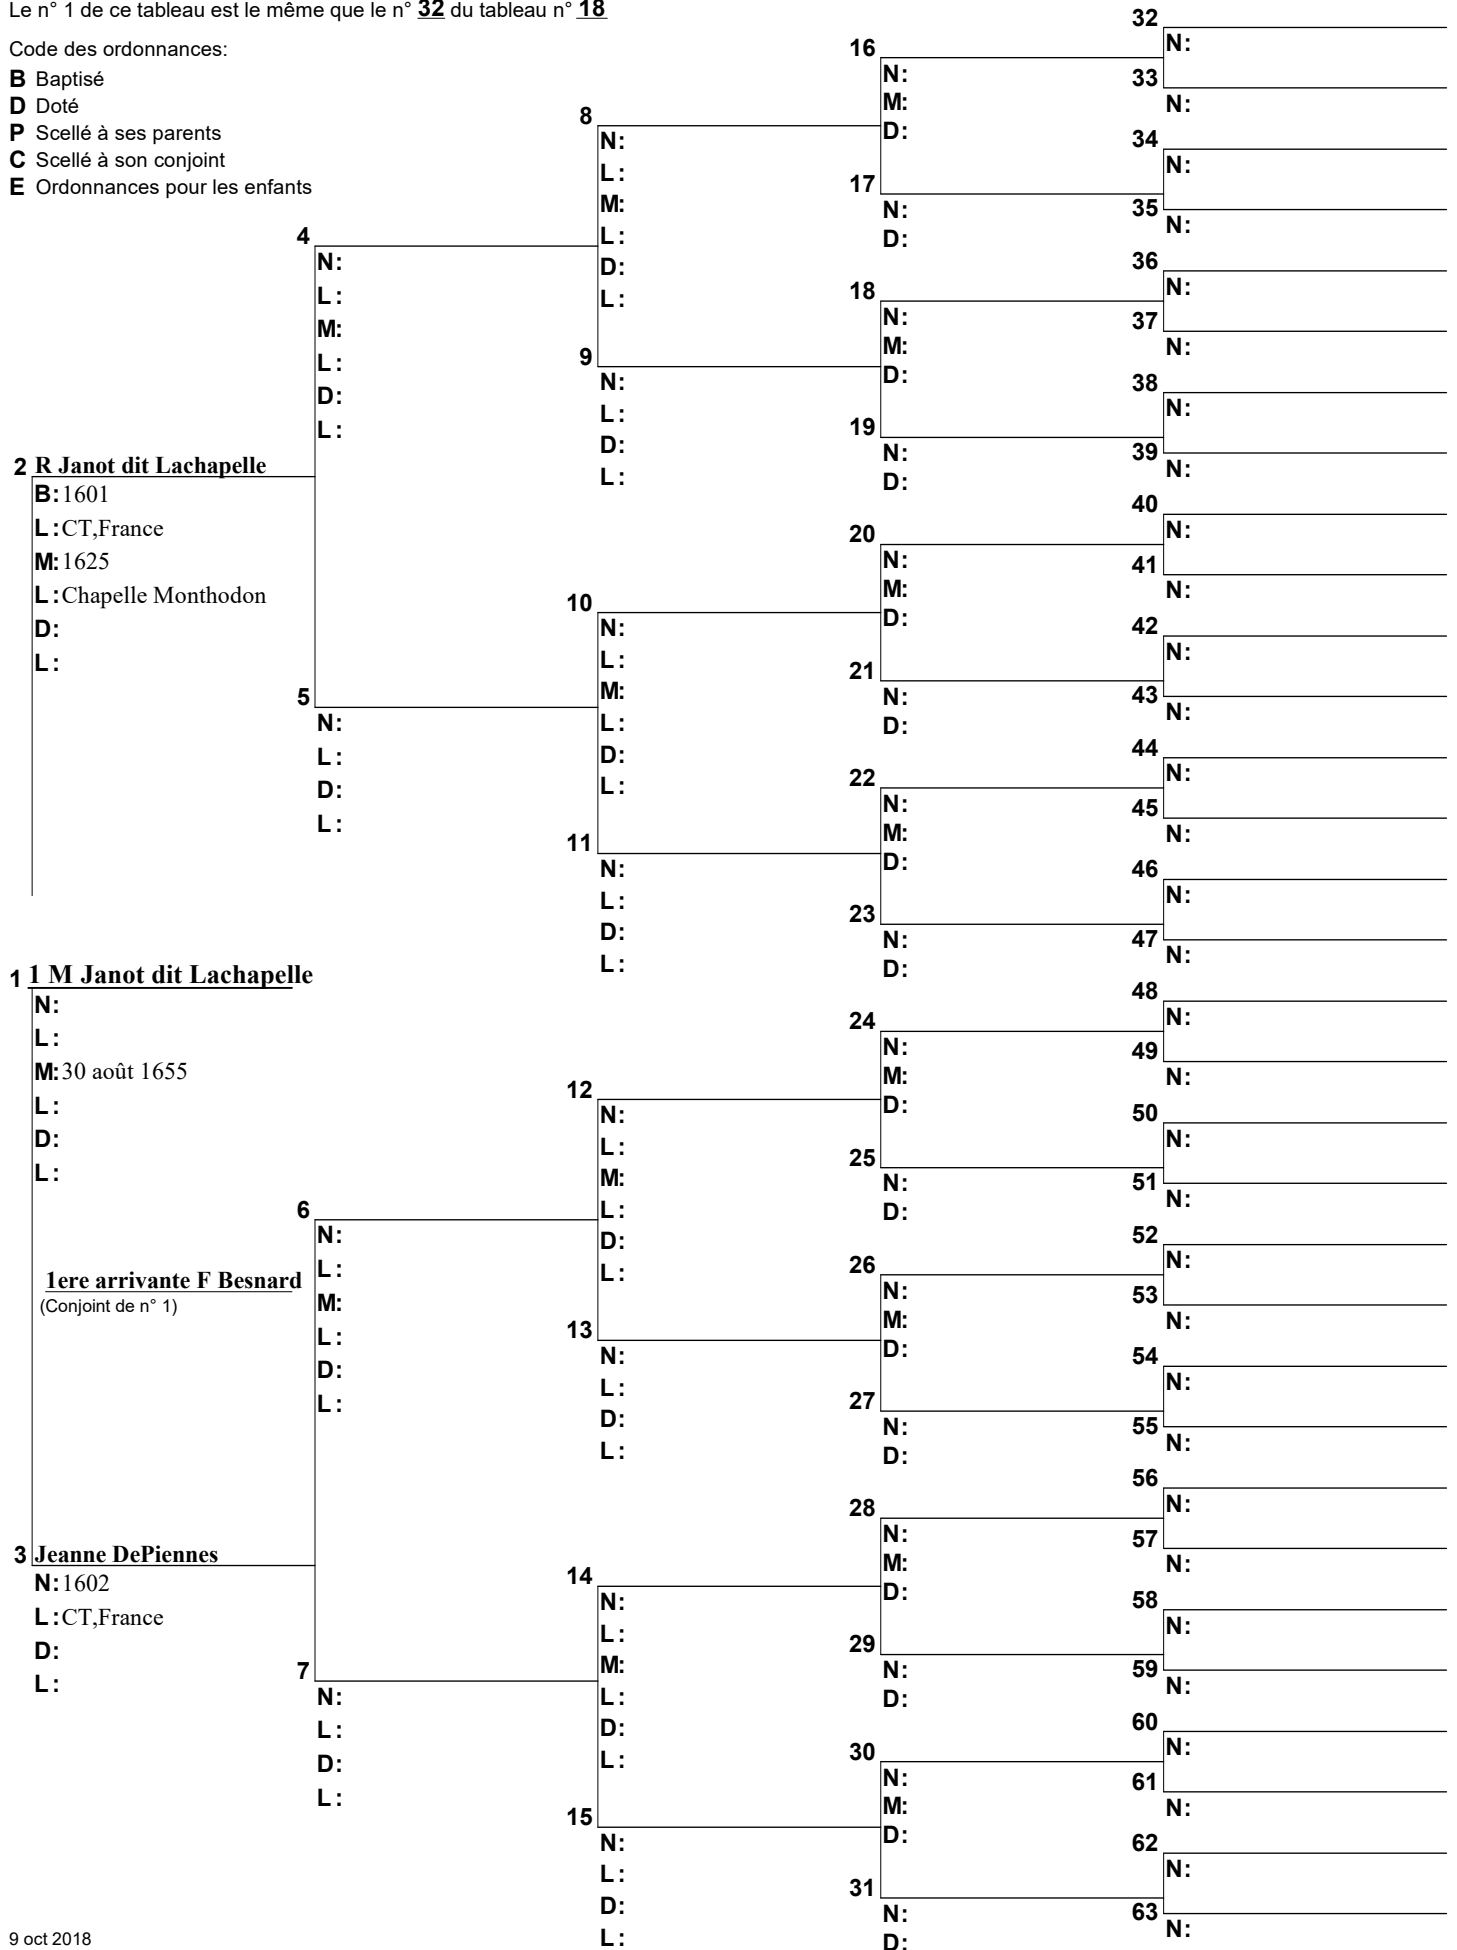 Le n° 1 de ce tableau est le même que le n° 32 du tableau n° 18
Code des ordonnances:
B Baptisé
D Doté
P Scellé à ses parents
C Scellé à son conjoint
E Ordonnances pour les enfants
2 R Janot dit Lachapelle
B: 1601
L: CT,France
M: 1625
L: Chapelle Monthodon
D:
L:
1 1 M Janot dit Lachapelle
N:
L:
M: 30 août 1655
L:
D:
L:
1ere arrivante F Besnard
(Conjoint de n° 1)
3 Jeanne DePiennes
N: 1602
L: CT,France
D:
L:
9 oct 2018
4
N:
L:
M:
L:
D:
L:
5
N:
L:
D:
L:
6
N:
L:
M:
L:
D:
L:
7
N:
L:
D:
L:
8
N:
L:
M:
L:
D:
L:
9
N:
L:
D:
L:
10
N:
L:
M:
L:
D:
L:
11
N:
L:
D:
L:
12
N:
L:
M:
L:
D:
L:
13
N:
L:
D:
L:
14
N:
L:
M:
L:
D:
L:
15
N:
L:
D:
L:
16
N:
M:
D:
17
N:
D:
18
N:
M:
D:
19
N:
D:
20
N:
M:
D:
21
N:
D:
22
N:
M:
D:
23
N:
D:
24
N:
M:
D:
25
N:
D:
26
N:
M:
D:
27
N:
D:
28
N:
M:
D:
29
N:
D:
30
N:
M:
D:
31
N:
D:
32
N:
33
N:
34
N:
35
N:
36
N:
37
N:
38
N:
39
N:
40
N:
41
N:
42
N:
43
N:
44
N:
45
N:
46
N:
47
N:
48
N:
49
N:
50
N:
51
N:
52
N:
53
N:
54
N:
55
N:
56
N:
57
N:
58
N:
59
N:
60
N:
61
N:
62
N:
63
N: